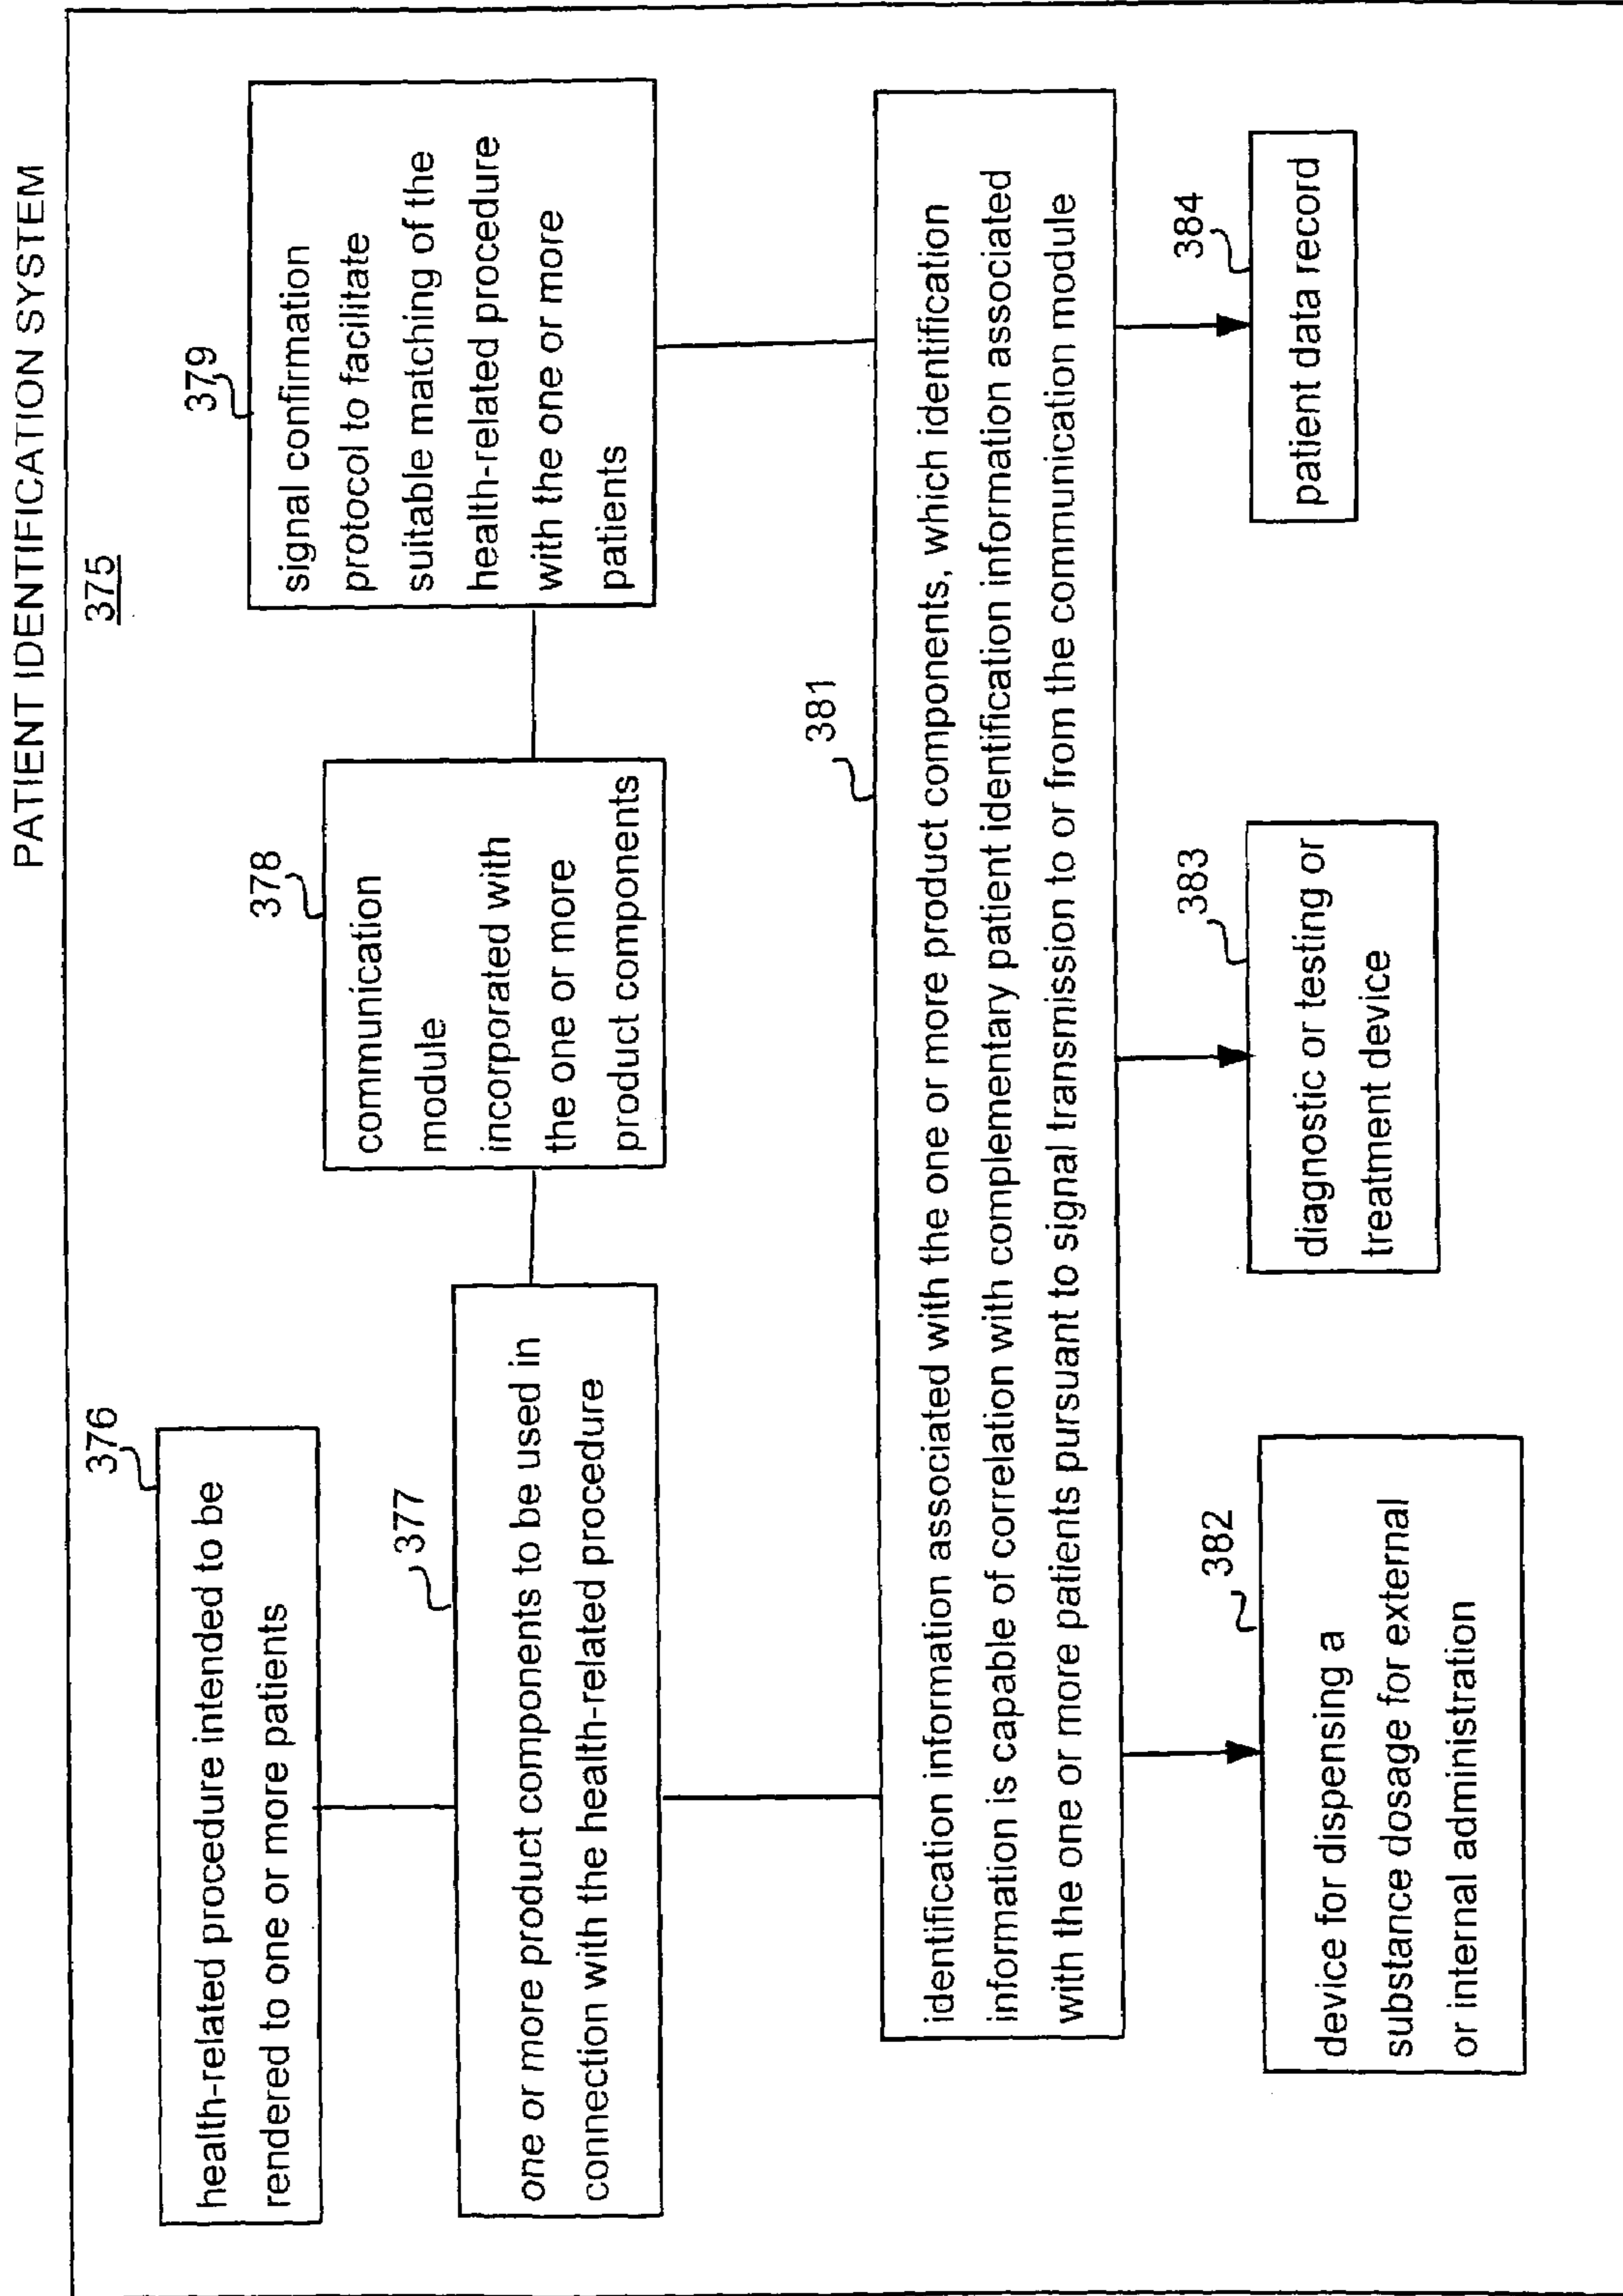 PATIENT IDENTIFICATION SYSTEM
375
376
health-related procedure intended to be
rendered to one or more patients
377
one or more product components to be used in
connection with the health-related procedure
378
communication
module
incorporated with
the one or more
product components
379
signal confirmation
protocol to facilitate
suitable matching of the
health-related procedure
with the one or more
patients
381
identification information associated with the one or more product components, which identification
information is capable of correlation with complementary patient identification information associated
with the one or more patients pursuant to signal transmission to or from the communication module
382
device for dispensing a
substance dosage for external
or internal administration
383
diagnostic or testing or
treatment device
384
patient data record